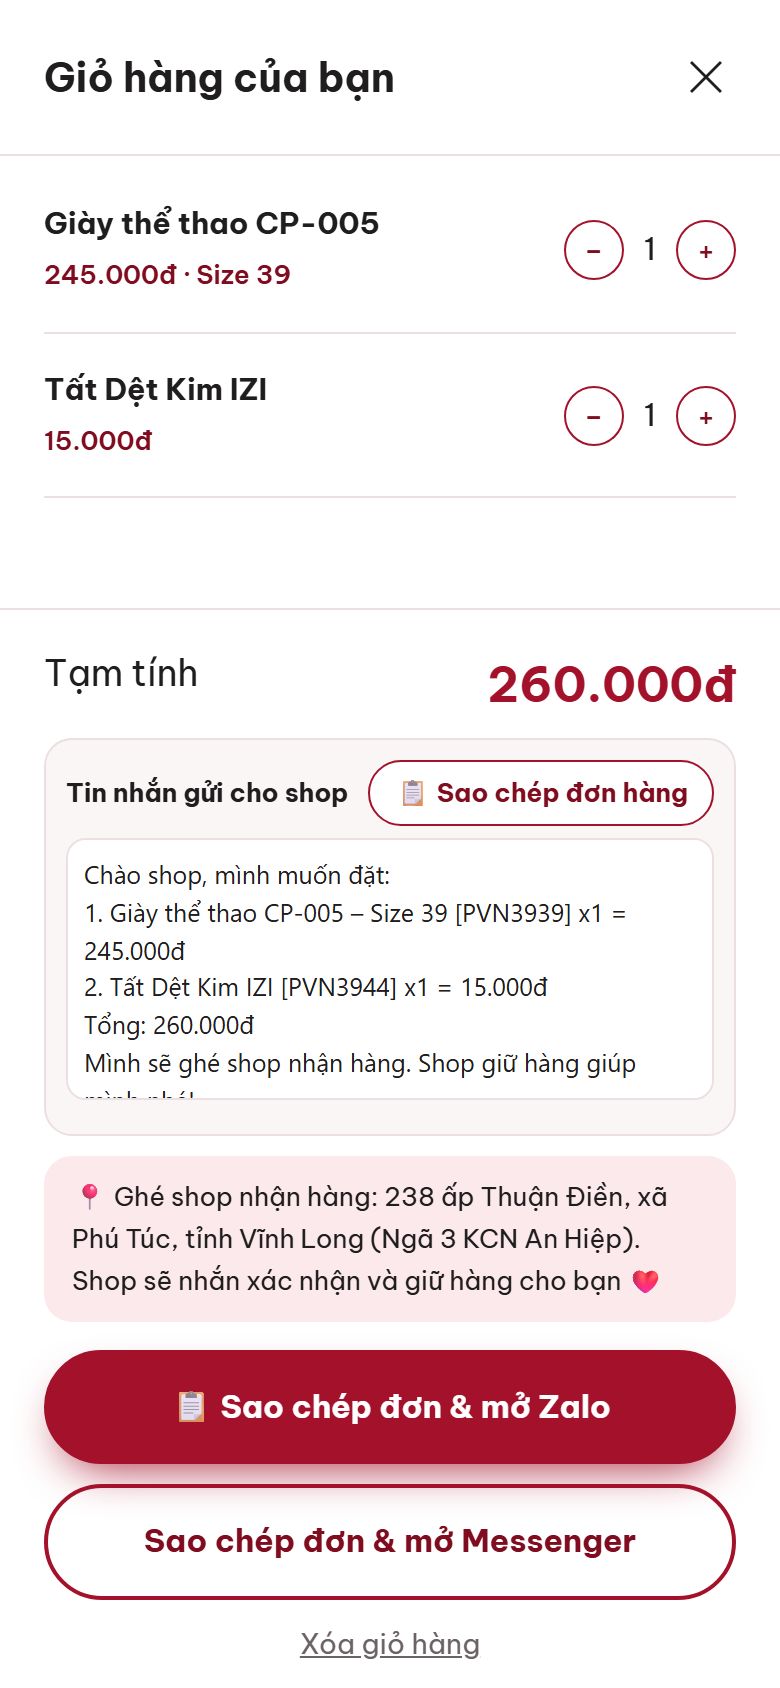 Giỏ hàng của bạn
Giày thể thao CP-005
245.000đ · Size 39
− 1 +
Tất Dệt Kim IZI
15.000đ
− 1 +
Tạm tính
260.000đ
Tin nhắn gửi cho shop
📋 Sao chép đơn hàng
Chào shop, mình muốn đặt:
1. Giày thể thao CP-005 – Size 39 [PVN3939] x1 =
245.000đ
2. Tất Dệt Kim IZI [PVN3944] x1 = 15.000đ
Tổng: 260.000đ
Mình sẽ ghé shop nhận hàng. Shop giữ hàng giúp
📍 Ghé shop nhận hàng: 238 ấp Thuận Điền, xã
Phú Túc, tỉnh Vĩnh Long (Ngã 3 KCN An Hiệp).
Shop sẽ nhắn xác nhận và giữ hàng cho bạn ❤️
📋 Sao chép đơn & mở Zalo
Sao chép đơn & mở Messenger
Xóa giỏ hàng